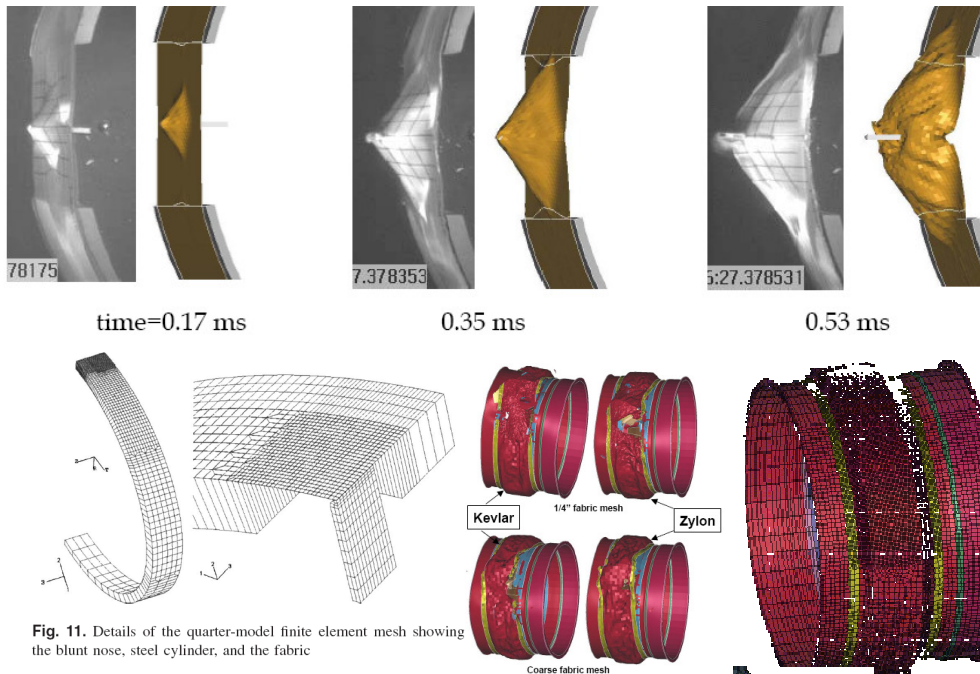 78175
7.378353
5:27.378531
time=0.17 ms
0.35 ms
0.53 ms
Kevlar
1/4" fabric mesh
Zylon
Fig. 11. Details of the quarter-model finite element mesh showing
the blunt nose, steel cylinder, and the fabric
Coarse fabric mesh